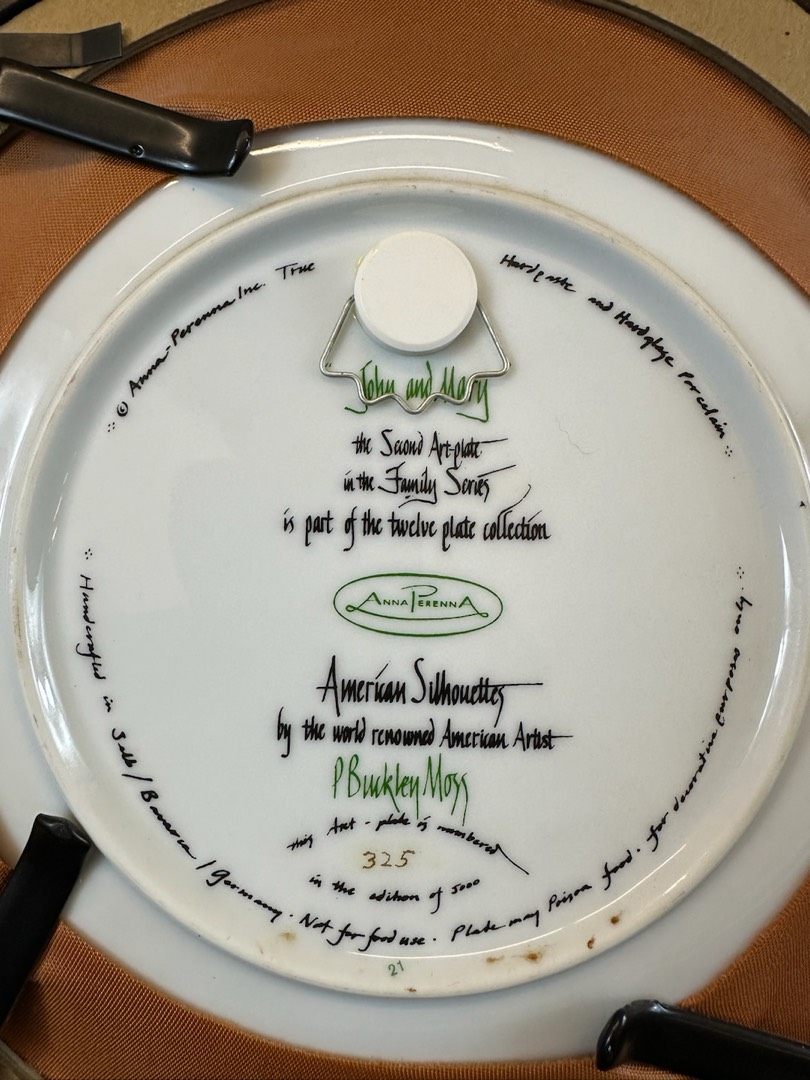 © Anna-Perenna Inc. True Hardpaste and Hardglaze Porcelain
John and Mary
the Second Art-plate
in the Family Series
is part of the twelve plate collection
ANNA PERENNA
American Silhouettes
by the world renowned American Artist
P Buckley Moss
this Art-plate is numbered
325
in the edition of 5000
Handcrafted in Selb/Bavaria/Germany. Not for food use. Plate may Poison food. for decorative purposes only.
21